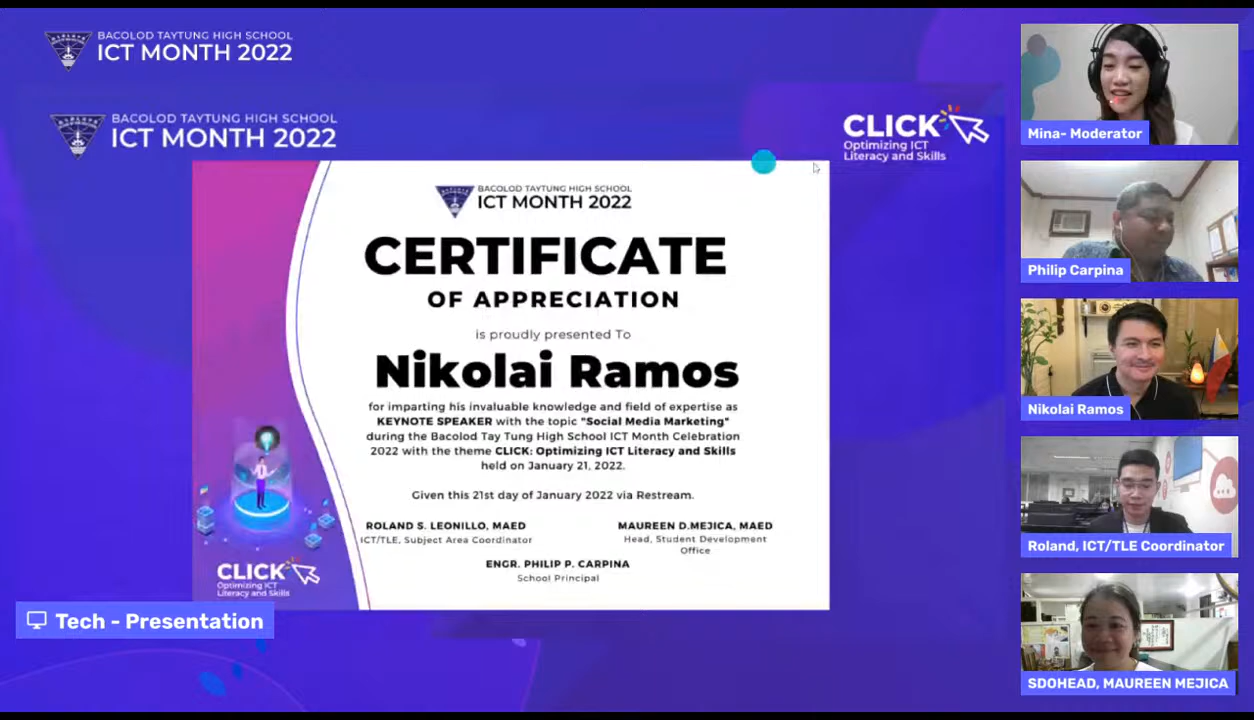 BACOLOD TAYTUNG HIGH SCHOOL
ICT MONTH 2022
BACOLOD TAYTUNG HIGH SCHOOL
ICT MONTH 2022
CLICK
Optimizing ICT
Literacy and Skills
BACOLOD TAYTUNG HIGH SCHOOL
ICT MONTH 2022
CERTIFICATE
OF APPRECIATION
is proudly presented To
Nikolai Ramos
for imparting his invaluable knowledge and field of expertise as
KEYNOTE SPEAKER with the topic "Social Media Marketing"
during the Bacolod Tay Tung High School ICT Month Celebration
2022 with the theme CLICK: Optimizing ICT Literacy and Skills
held on January 21, 2022.
Given this 21st day of January 2022 via Restream.
ROLAND S. LEONILLO, MAED
ICT/TLE, Subject Area Coordinator
MAUREEN D.MEJICA, MAED
Head, Student Development
Office
ENGR. PHILIP P. CARPINA
School Principal
CLICK
Optimizing ICT
Literacy and Skills
Tech - Presentation
Mina- Moderator
Philip Carpina
Nikolai Ramos
Roland, ICT/TLE Coordinator
SDOHEAD, MAUREEN MEJICA